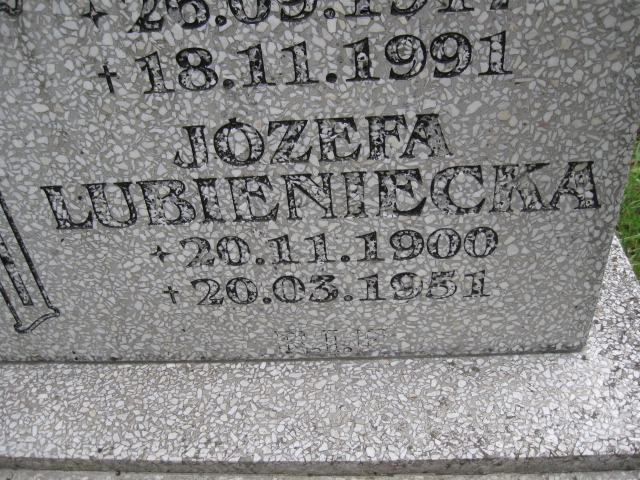 + 18.11.1991
JÓZEFA
LUBIENIECKA
✦ 20.11.1900
+ 20.03.1951